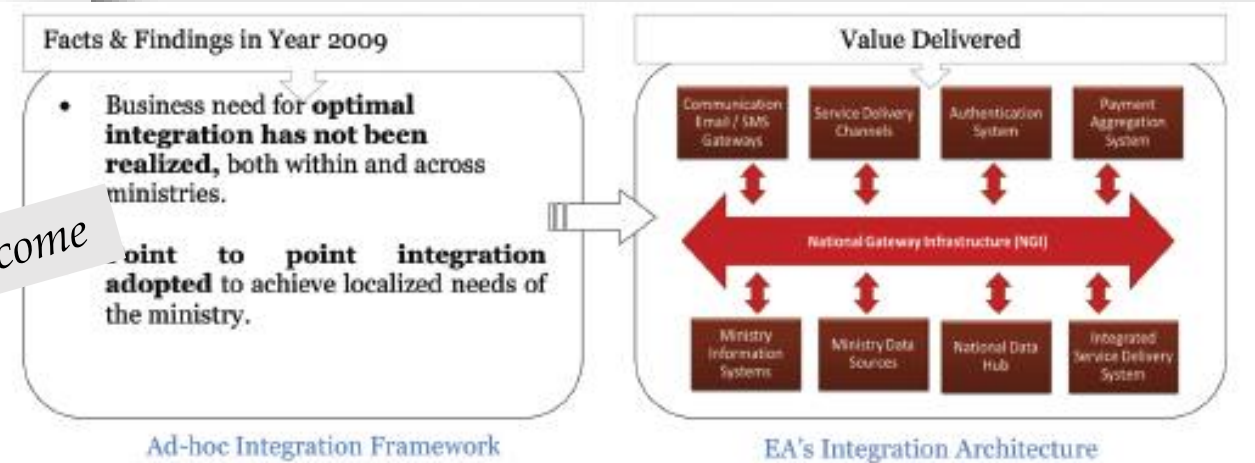 Facts & Findings in Year 2009
• Business need for optimal
integration has not been
realized, both within and across
ministries.
come
oint to point integration
adopted to achieve localized needs of
the ministry.
Ad-hoc Integration Framework
Value Delivered
Communication
Email / SMS
Gateways
Service Delivery
Channels
Authentication
System
Payment
Aggregation
System
National Gateway Infrastructure (NGI)
Ministry
Information
Systems
Ministry Data
Sources
National Data
Hub
Integrated
Service Delivery
System
EA's Integration Architecture